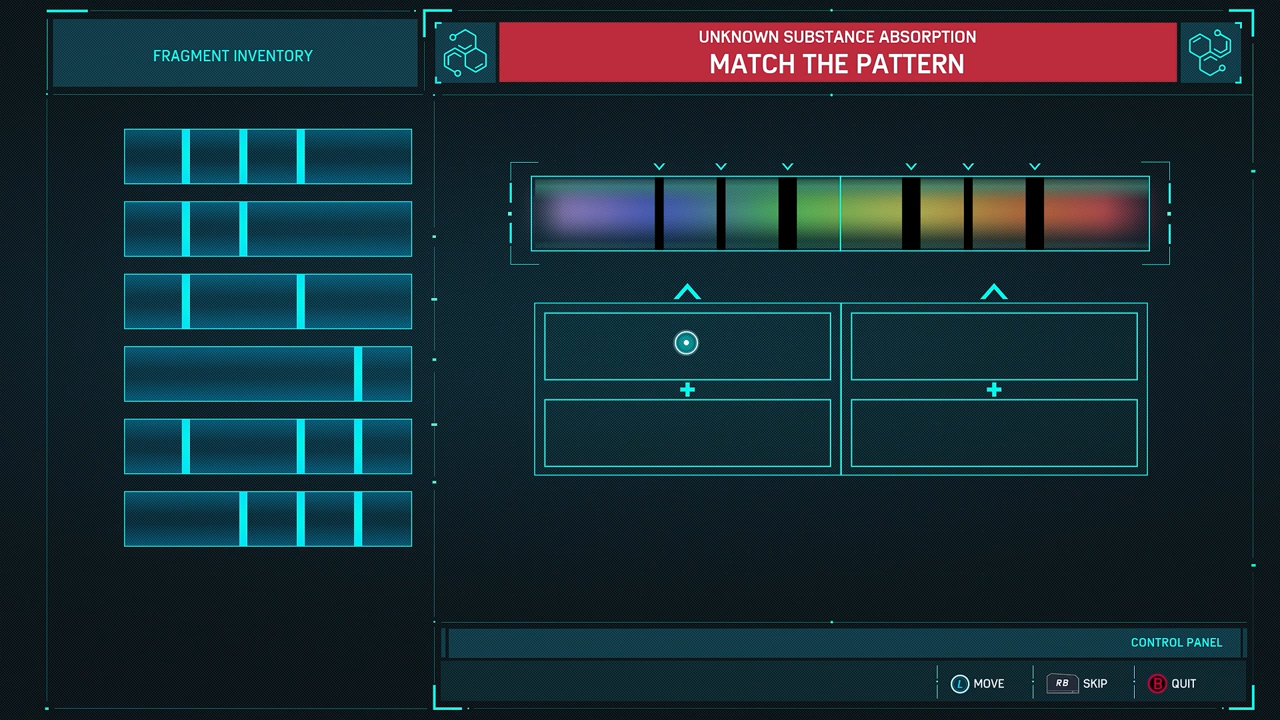 FRAGMENT INVENTORY
UNKNOWN SUBSTANCE ABSORPTION
MATCH THE PATTERN
CONTROL PANEL
L MOVE
RB SKIP
B QUIT